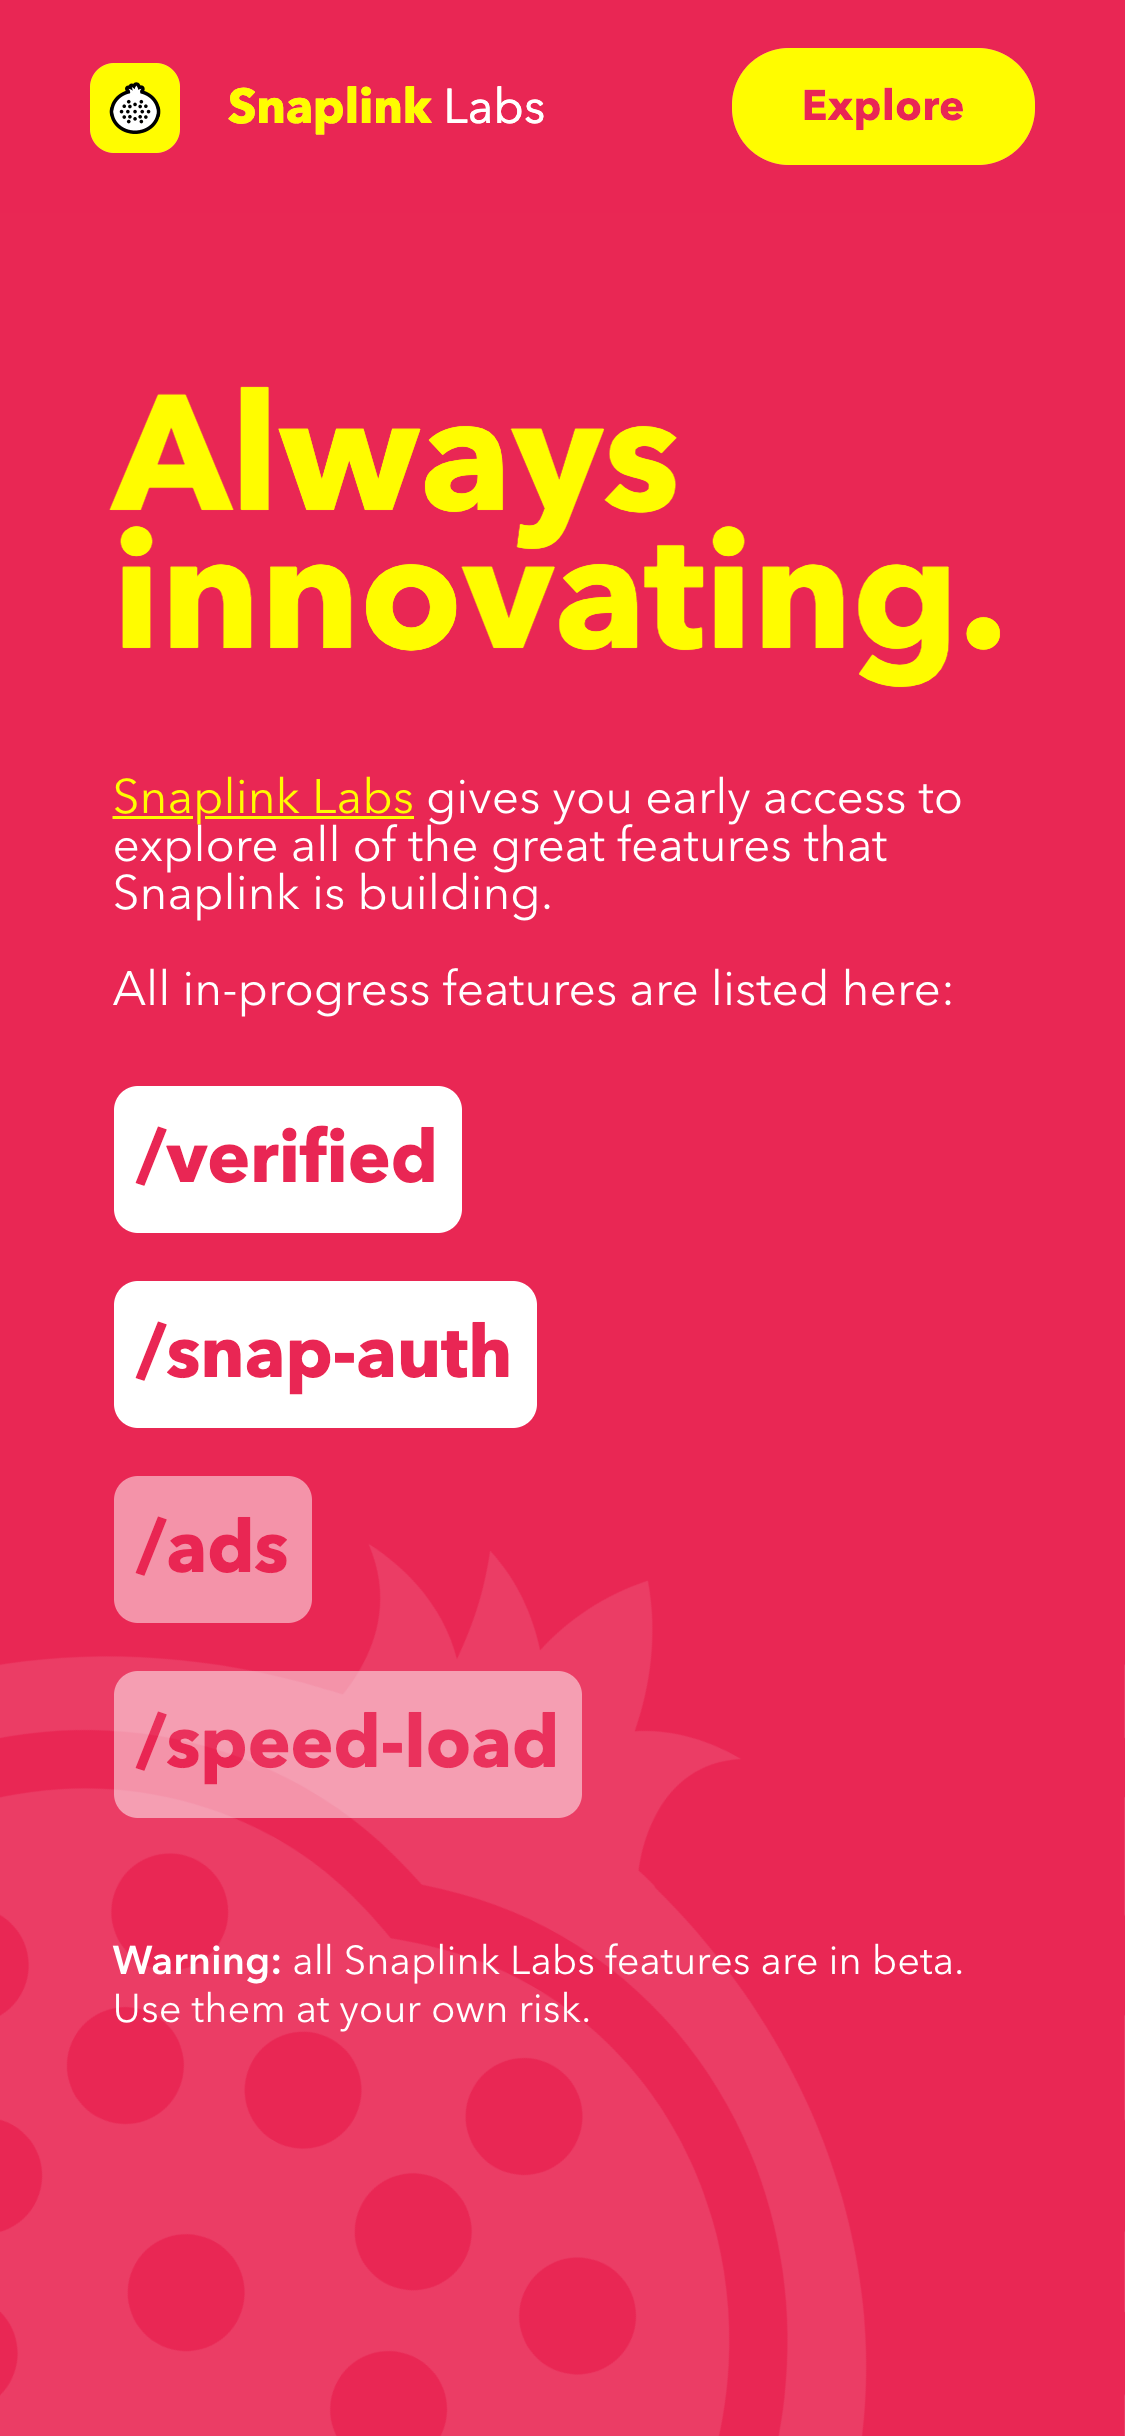 Snaplink Labs
Explore
Always
innovating.
Snaplink Labs gives you early access to
explore all of the great features that
Snaplink is building.
All in-progress features are listed here:
/verified
/snap-auth
/ads
/speed-load
Warning: all Snaplink Labs features are in beta.
Use them at your own risk.